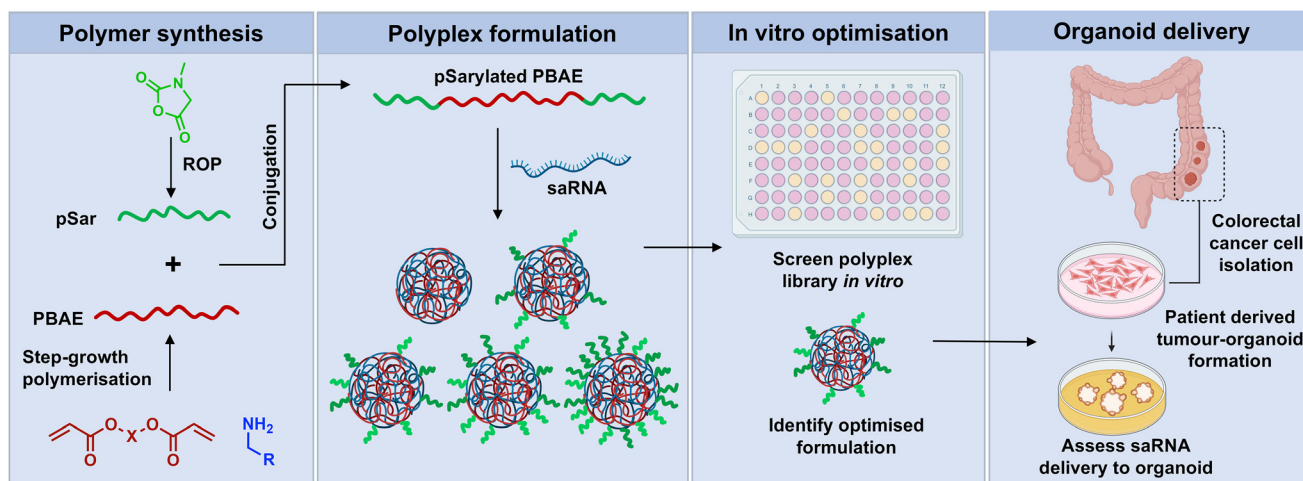 Polymer synthesis
O
N
O
O
ROP
pSar
+
PBAE
Step-growth
polymerisation
O
O
X
O
O
NH2
R
Conjugation
Polyplex formulation
pSarylated PBAE
saRNA
In vitro optimisation
1 2 3 4 5 6 7 8 9 10 11 12
A
B
C
D
E
F
G
H
Screen polyplex
library in vitro
Identify optimised
formulation
Organoid delivery
Colorectal
cancer cell
isolation
Patient derived
tumour-organoid
formation
Assess saRNA
delivery to organoid